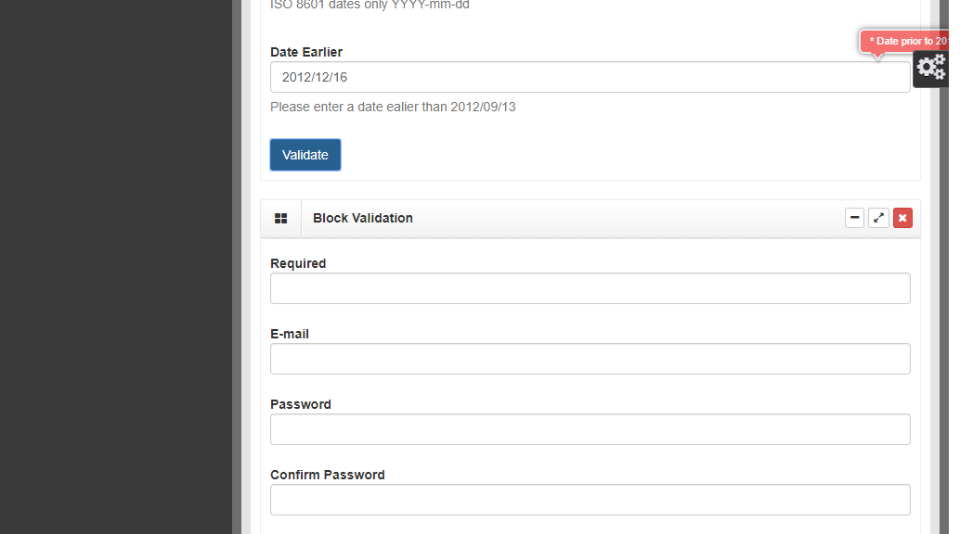 ISO 8601 dates only YYYY-mm-dd
Date Earlier
* Date prior to 20
2012/12/16
Please enter a date ealier than 2012/09/13
Validate
Block Validation
Required
E-mail
Password
Confirm Password